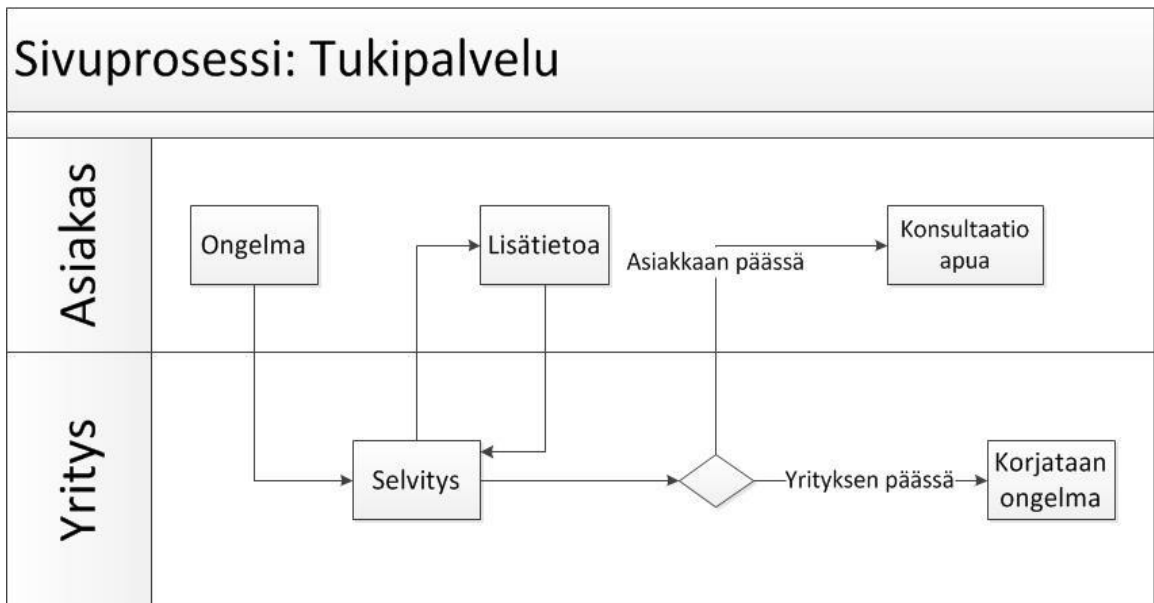 Sivuprosessi: Tukipalvelu
Asiakas
Ongelma
Lisätietoa
Asiakkaan päässä
Konsultaatio
apua
Yritys
Selvitys
Yrityksen päässä
Korjataan
ongelma